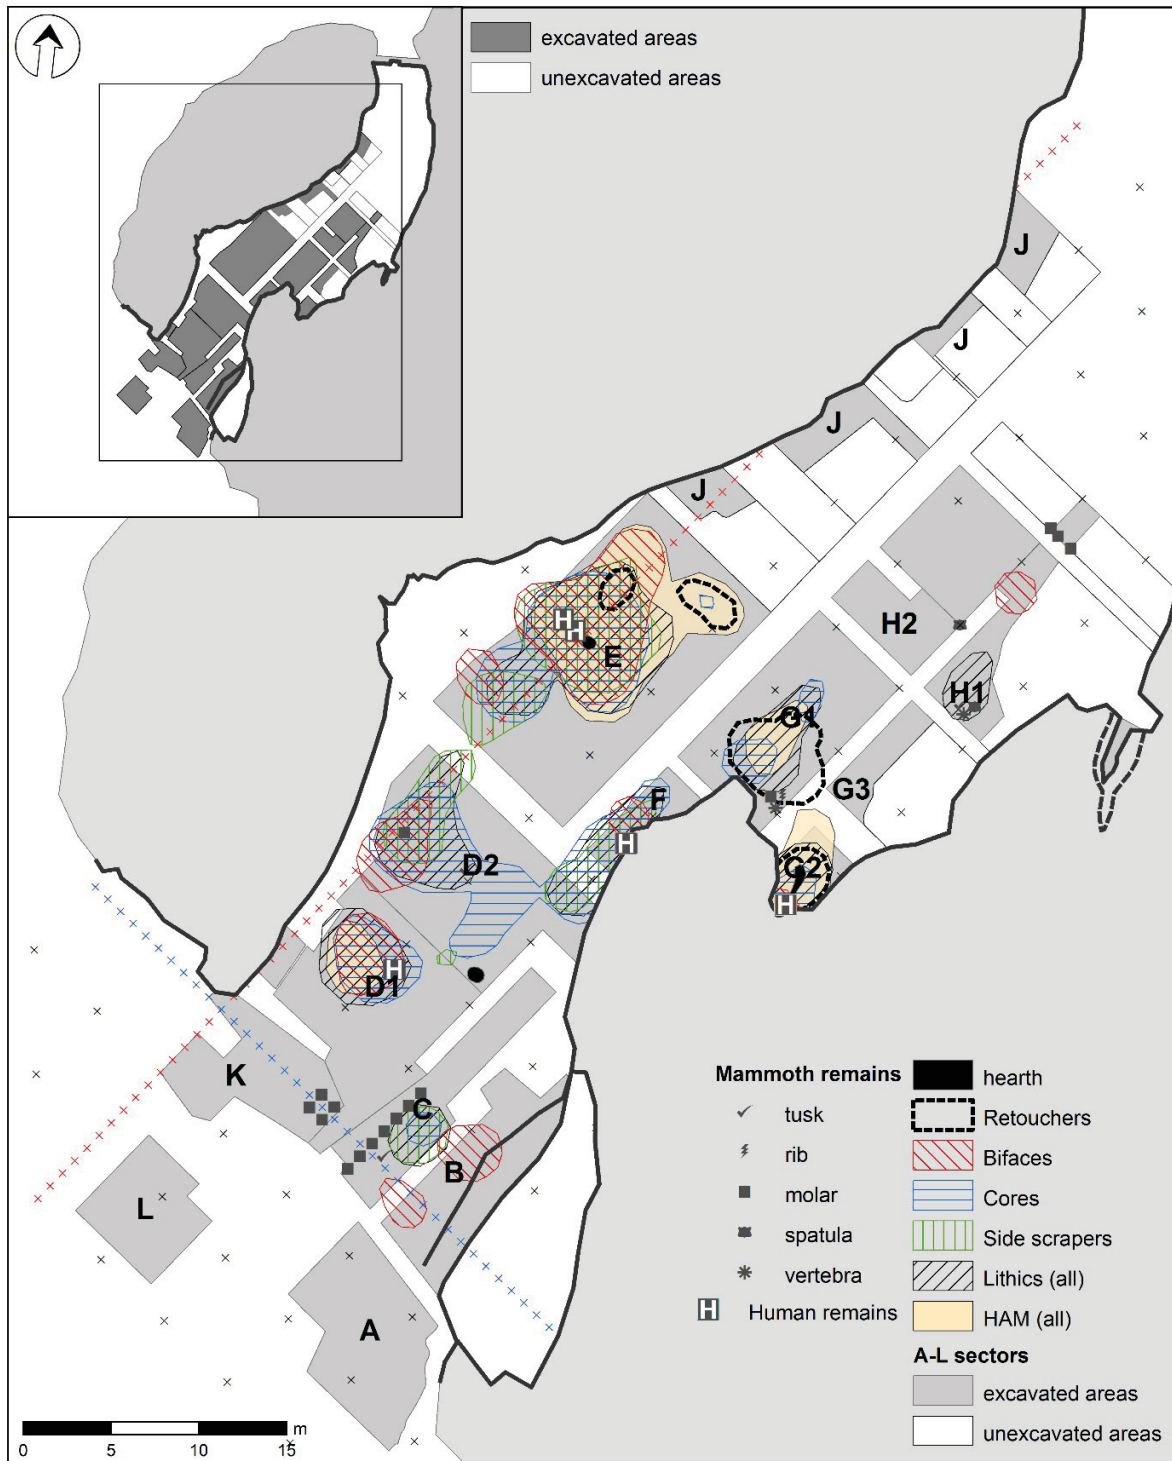 excavated areas
unexcavated areas
J
J
J
J
H2
H
H
E
H1
G1
G3
F
H
D2
G2
H
H
D1
K
C
B
L
A
Mammoth remains
tusk
rib
molar
spatula
vertebra
H Human remains
hearth
Retouchers
Bifaces
Cores
Side scrapers
Lithics (all)
HAM (all)
A-L sectors
excavated areas
unexcavated areas
m
0 5 10 15